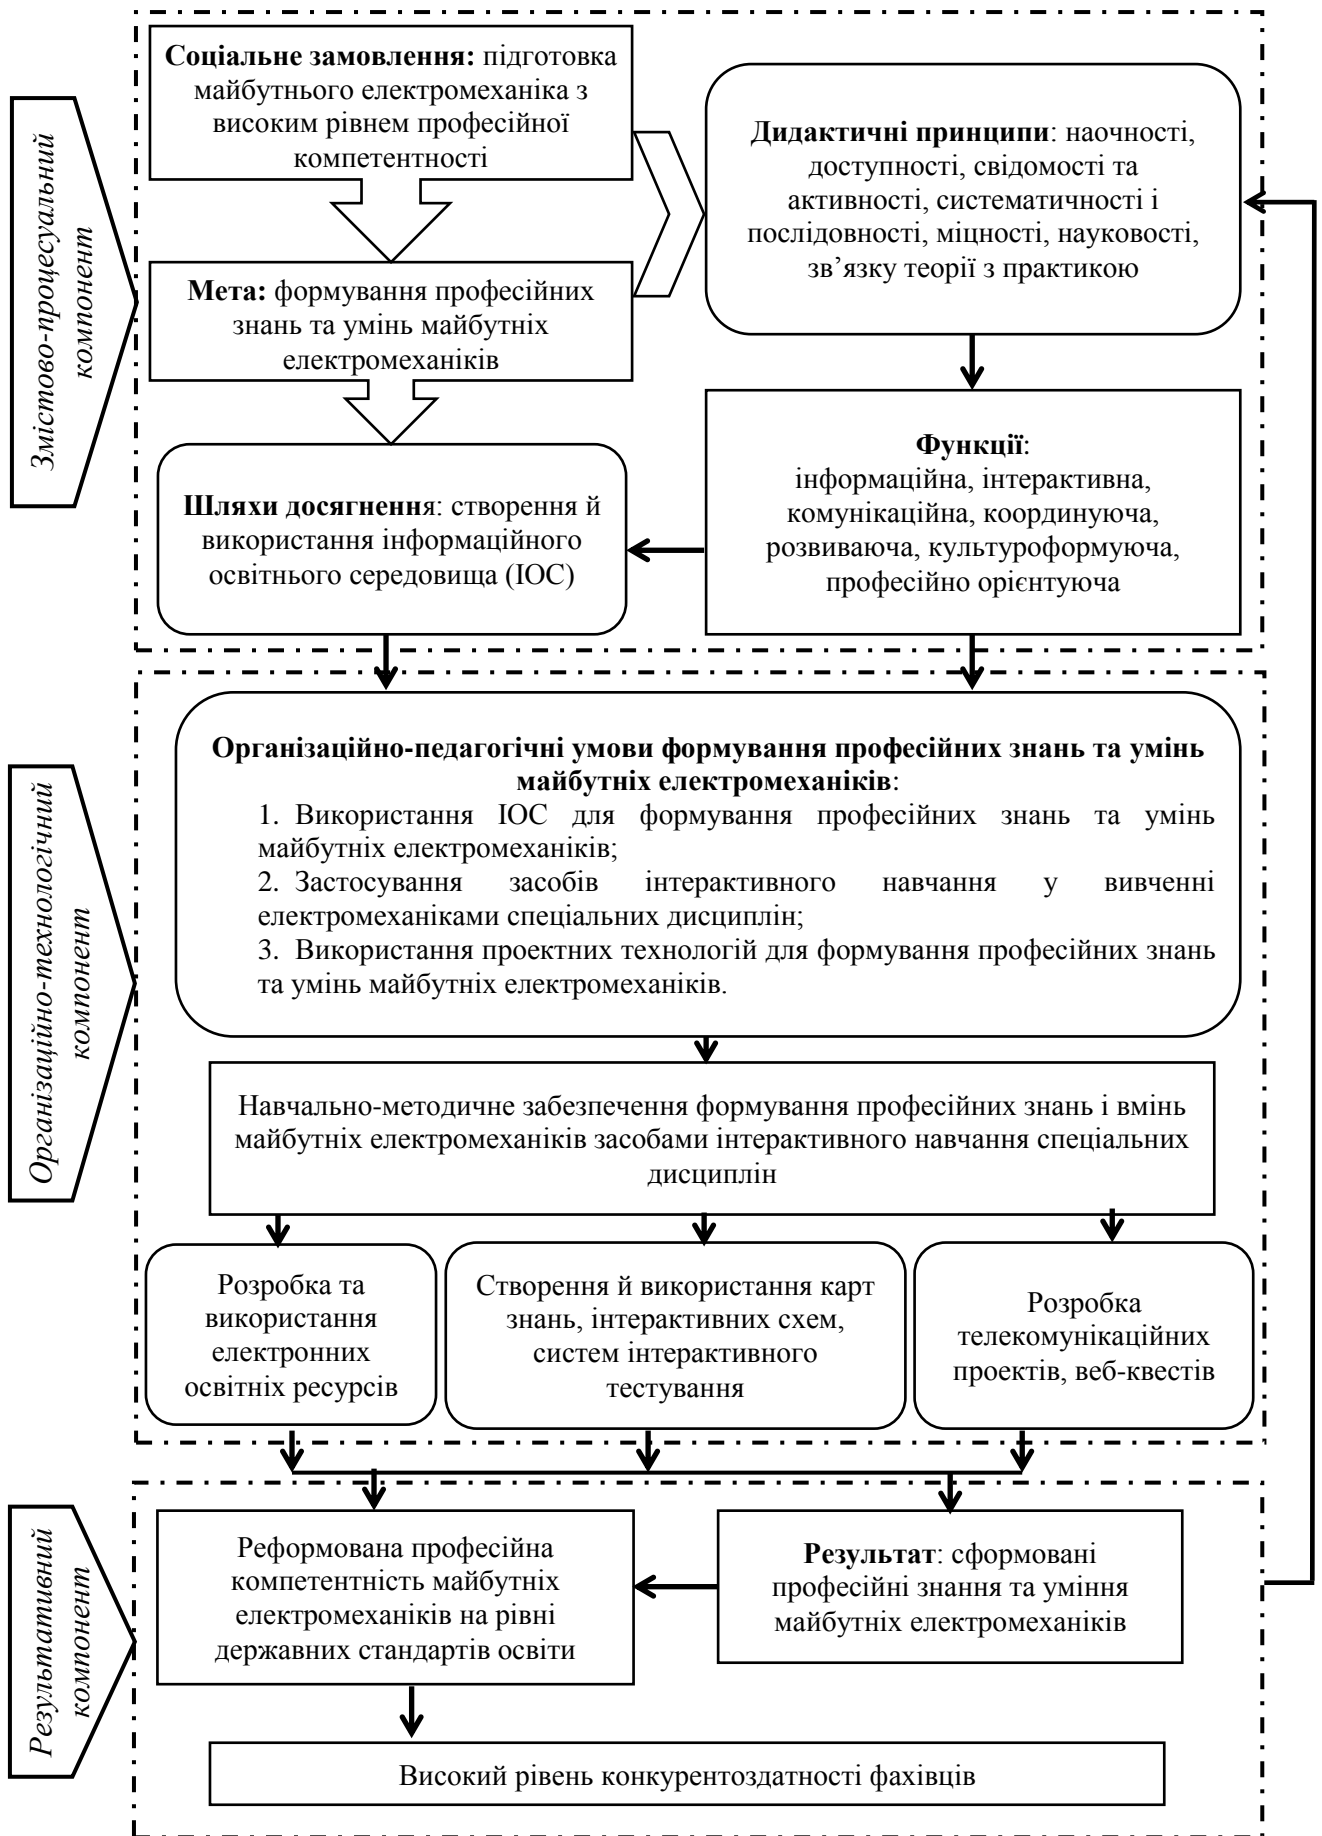 Змістово-процесуальний
компонент
Соціальне замовлення: підготовка
майбутнього електромеханіка з
високим рівнем професійної
компетентності
Дидактичні принципи: наочності,
доступності, свідомості та
активності, систематичності і
послідовності, міцності, науковості,
зв’язку теорії з практикою
Мета: формування професійних
знань та умінь майбутніх
електромеханіків
Функції:
інформаційна, інтерактивна,
комунікаційна, координуюча,
розвиваюча, культуроформуюча,
професійно орієнтуюча
Шляхи досягнення: створення й
використання інформаційного
освітнього середовища (ІОС)
Організаційно-технологічний
компонент
Організаційно-педагогічні умови формування професійних знань та умінь
майбутніх електромеханіків:
1. Використання ІОС для формування професійних знань та умінь
майбутніх електромеханіків;
2. Застосування засобів інтерактивного навчання у вивченні
електромеханіками спеціальних дисциплін;
3. Використання проектних технологій для формування професійних знань
та умінь майбутніх електромеханіків.
Навчально-методичне забезпечення формування професійних знань і вмінь
майбутніх електромеханіків засобами інтерактивного навчання спеціальних
дисциплін
Розробка та
використання
електронних
освітніх ресурсів
Створення й використання карт
знань, інтерактивних схем,
систем інтерактивного
тестування
Розробка
телекомунікаційних
проектів, веб-квестів
Результативний
компонент
Реформована професійна
компетентність майбутніх
електромеханіків на рівні
державних стандартів освіти
Результат: сформовані
професійні знання та уміння
майбутніх електромеханіків
Високий рівень конкурентоздатності фахівців